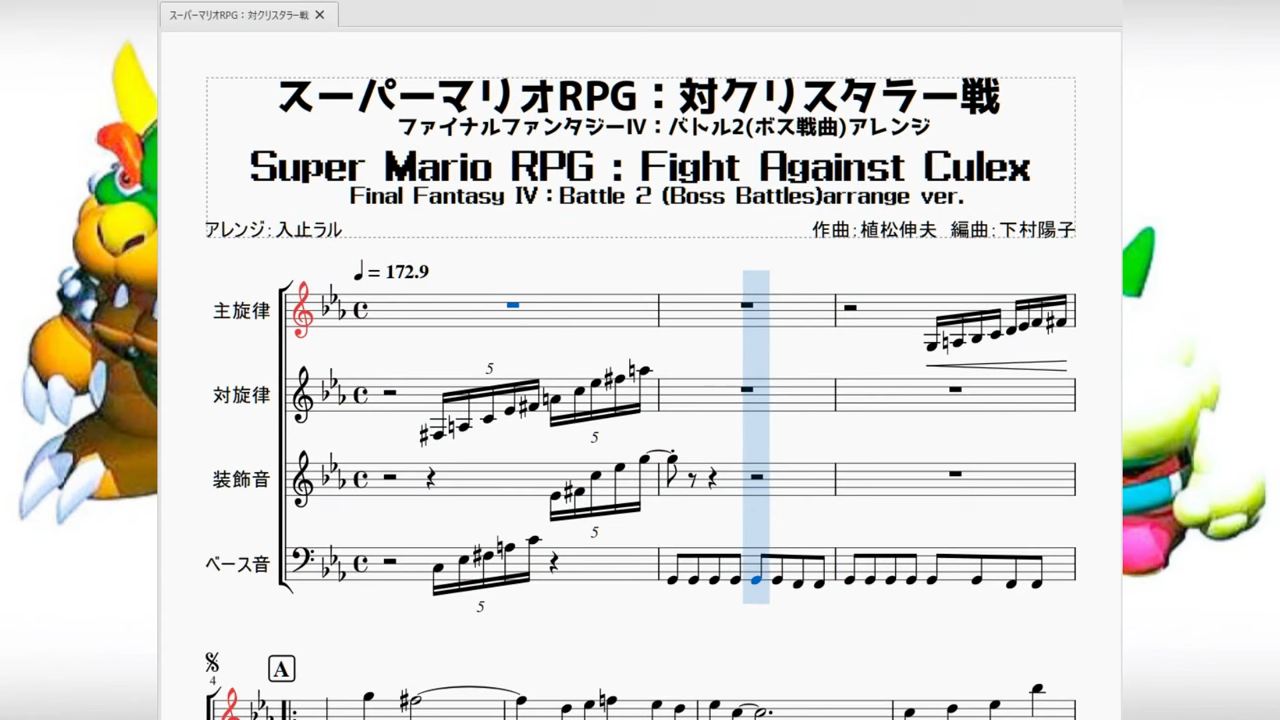 スーパーマリオRPG：対クリスタラー戦 ✕
スーパーマリオRPG：対クリスタラー戦
ファイナルファンタジーIV：バトル2(ボス戦曲)アレンジ
Super Mario RPG : Fight Against Culex
Final Fantasy IV : Battle 2 (Boss Battles)arrange ver.
アレンジ: 入止ラル 作曲:植松伸夫 編曲:下村陽子
= 172.9
主旋律
5
対旋律
5
装飾音
5
ベース音
5
4
A